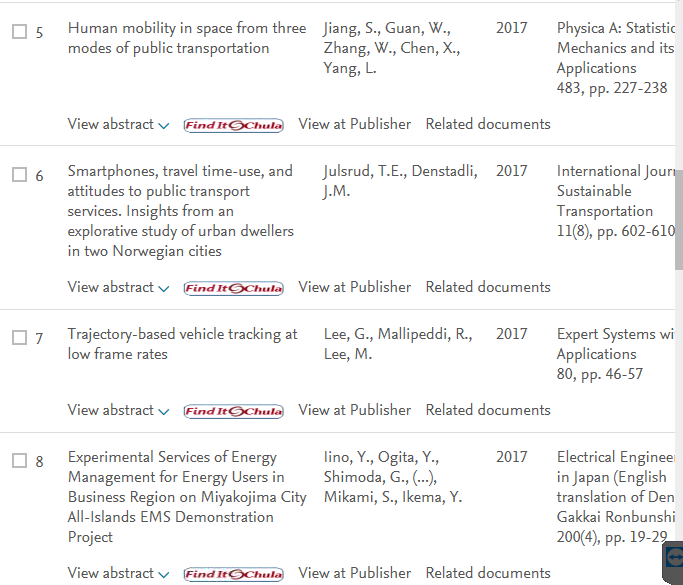 5
Human mobility in space from three
modes of public transportation
Jiang, S., Guan, W.,
Zhang, W., Chen, X.,
Yang, L.
2017
Physica A: Statistic
Mechanics and its
Applications
483, pp. 227-238
View abstract
Find It@Chula
View at Publisher
Related documents
6
Smartphones, travel time-use, and
attitudes to public transport
services. Insights from an
explorative study of urban dwellers
in two Norwegian cities
Julsrud, T.E., Denstadli,
J.M.
2017
International Journ
Sustainable
Transportation
11(8), pp. 602-610
View abstract
Find It@Chula
View at Publisher
Related documents
7
Trajectory-based vehicle tracking at
low frame rates
Lee, G., Mallipeddi, R.,
Lee, M.
2017
Expert Systems wi
Applications
80, pp. 46-57
View abstract
Find It@Chula
View at Publisher
Related documents
8
Experimental Services of Energy
Management for Energy Users in
Business Region on Miyakojima City
All-Islands EMS Demonstration
Project
Iino, Y., Ogita, Y.,
Shimoda, G., (...),
Mikami, S., Ikema, Y.
2017
Electrical Enginee
in Japan (English
translation of Den
Gakkai Ronbunshi
200(4), pp. 19-29
View abstract
Find It@Chula
View at Publisher
Related documents